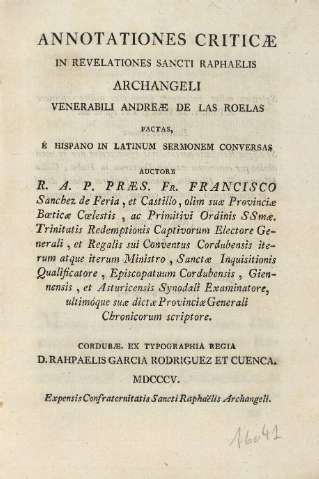 ANNOTATIONES CRITICÆ
IN REVELATIONES SANCTI RAPHAELIS
ARCHANGELI
VENERABILI ANDREÆ DE LAS ROELAS
FACTAS,
È HISPANO IN LATINUM SERMONEM CONVERSAS
AUCTORE
R. A. P. PRÆS. Fr. FRANCISCO
Sanchez de Feria, et Castillo, olim suæ Provinciæ
Bœticæ Cœlestis, ac Primitivi Ordinis SSmæ.
Trinitatis Redemptionis Captivorum Electore Ge-
nerali, et Regalis sui Conventus Cordubensis ite-
rum atque iterum Ministro, Sanctæ Inquisitionis
Qualificatore, Episcopatuum Cordubensis, Gien-
nensis, et Asturicensis Synodali Examinatore,
ultimóque suæ dictæ Provinciæ Generali
Chronicorum scriptore.
CORDUBÆ. EX TYPOGRAPHIA REGIA
D. RAHPAELIS GARCIA RODRIGUEZ ET CUENCA.
MDCCCV.
Expensis Confraternitatis Sancti Raphaëlis Archangeli.
16041